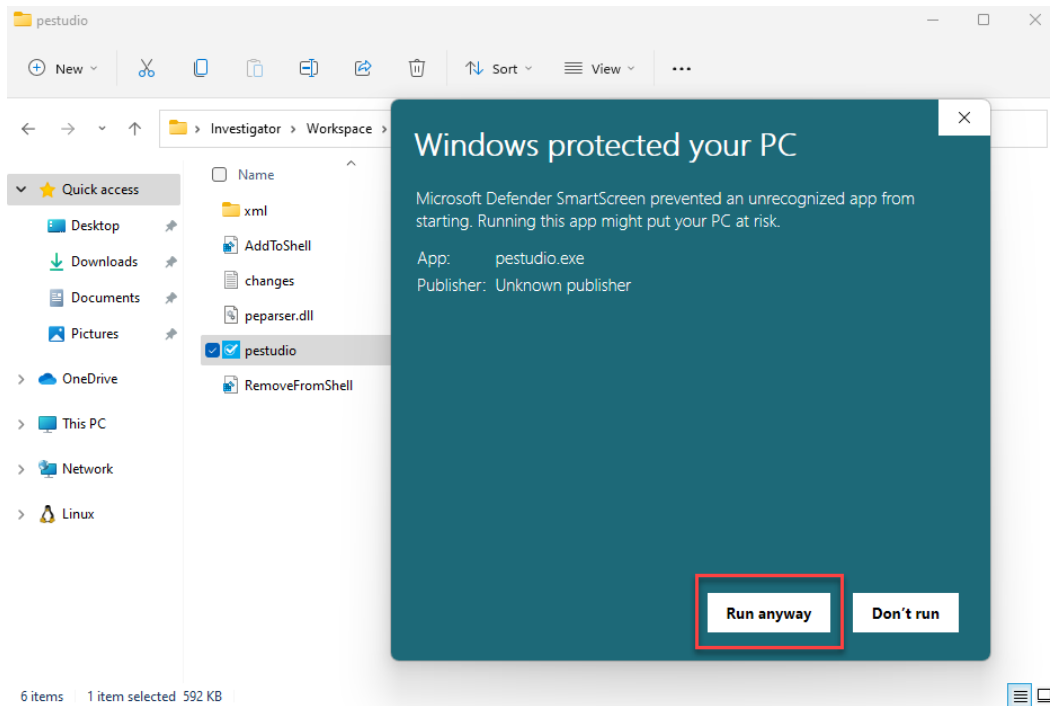 pestudio
New
Sort
View
Investigator > Workspace >
Windows protected your PC
Microsoft Defender SmartScreen prevented an unrecognized app from
starting. Running this app might put your PC at risk.
App: pestudio.exe
Publisher: Unknown publisher
Run anyway
Don't run
Quick access
Desktop
Downloads
Documents
Pictures
OneDrive
This PC
Network
Linux
Name
xml
AddToShell
changes
peparser.dll
pestudio
RemoveFromShell
6 items 1 item selected 592 KB